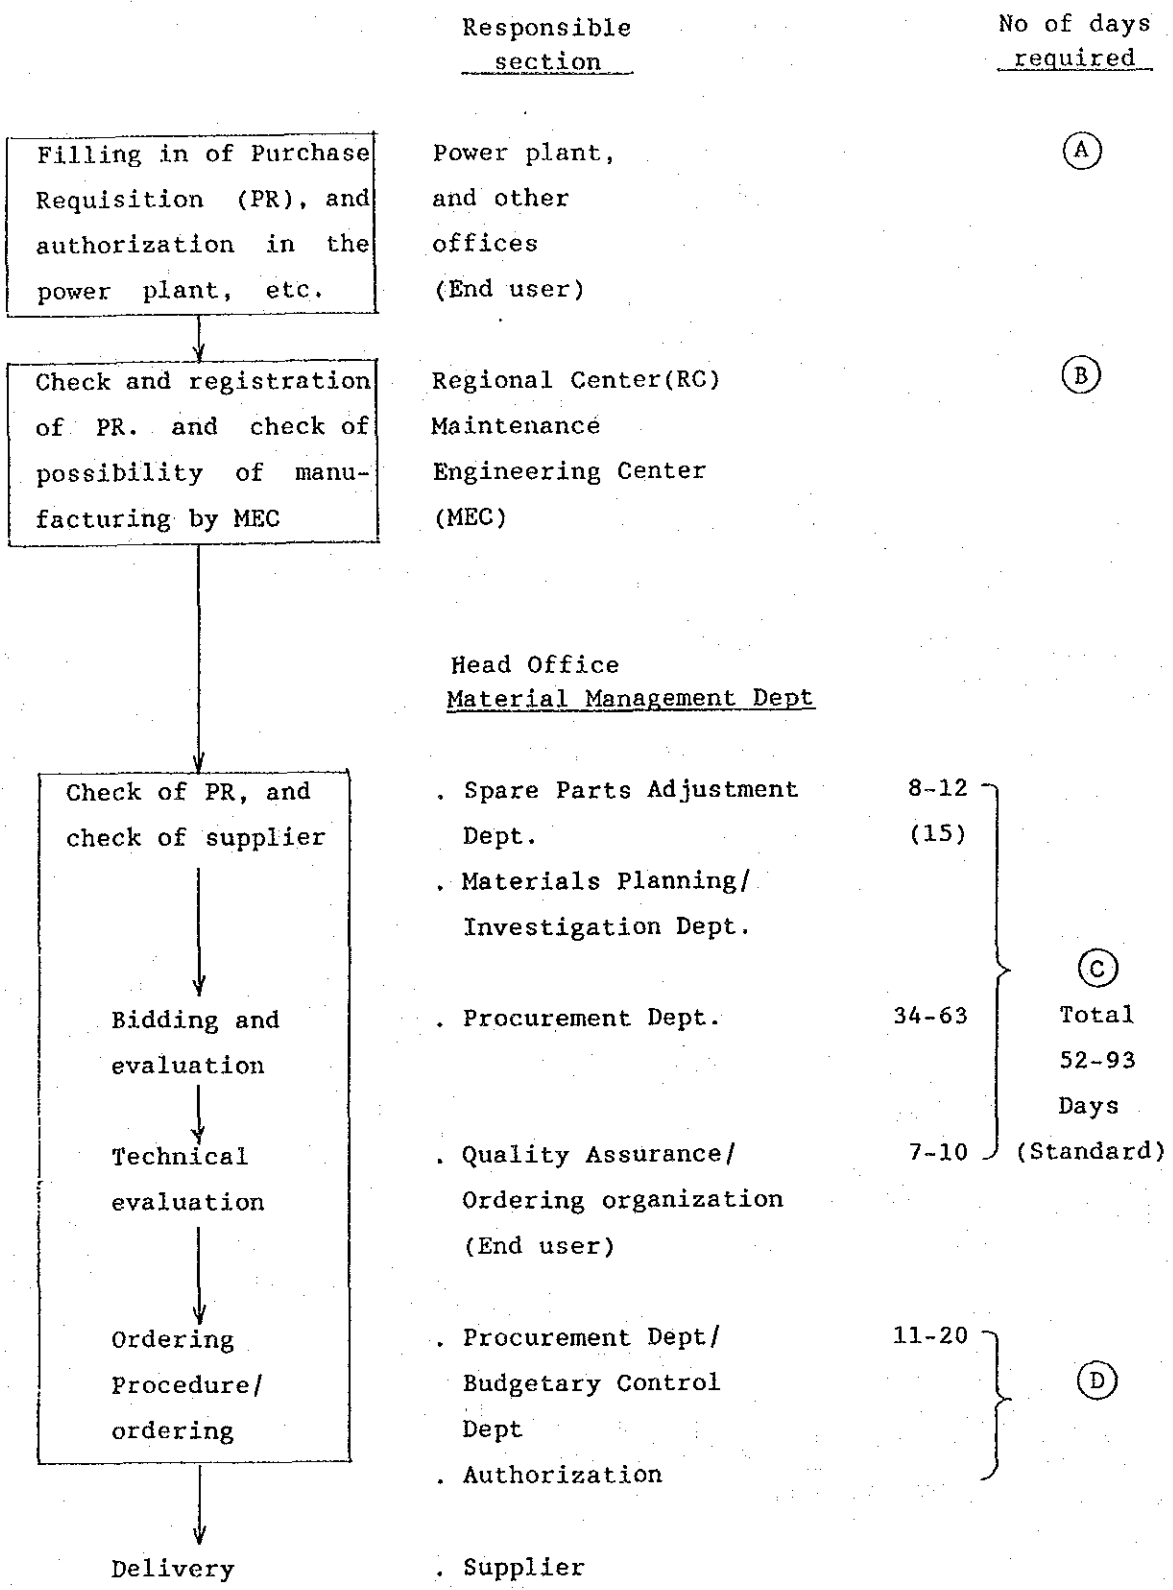 Responsible
section
No of days
required
Filling in of Purchase
Requisition (PR), and
authorization in the
power plant, etc.
Power plant,
and other
offices
(End user)
A
Check and registration
of PR. and check of
possibility of manu-
facturing by MEC
Regional Center(RC)
Maintenance
Engineering Center
(MEC)
B
Head Office
Material Management Dept
Check of PR, and
check of supplier
. Spare Parts Adjustment
Dept.
. Materials Planning/
Investigation Dept.
8-12
(15)
Bidding and
evaluation
. Procurement Dept.
34-63
C
Total
52-93
Days
(Standard)
Technical
evaluation
. Quality Assurance/
Ordering organization
(End user)
7-10
Ordering
Procedure/
ordering
. Procurement Dept/
Budgetary Control
Dept
. Authorization
11-20
D
Delivery
. Supplier